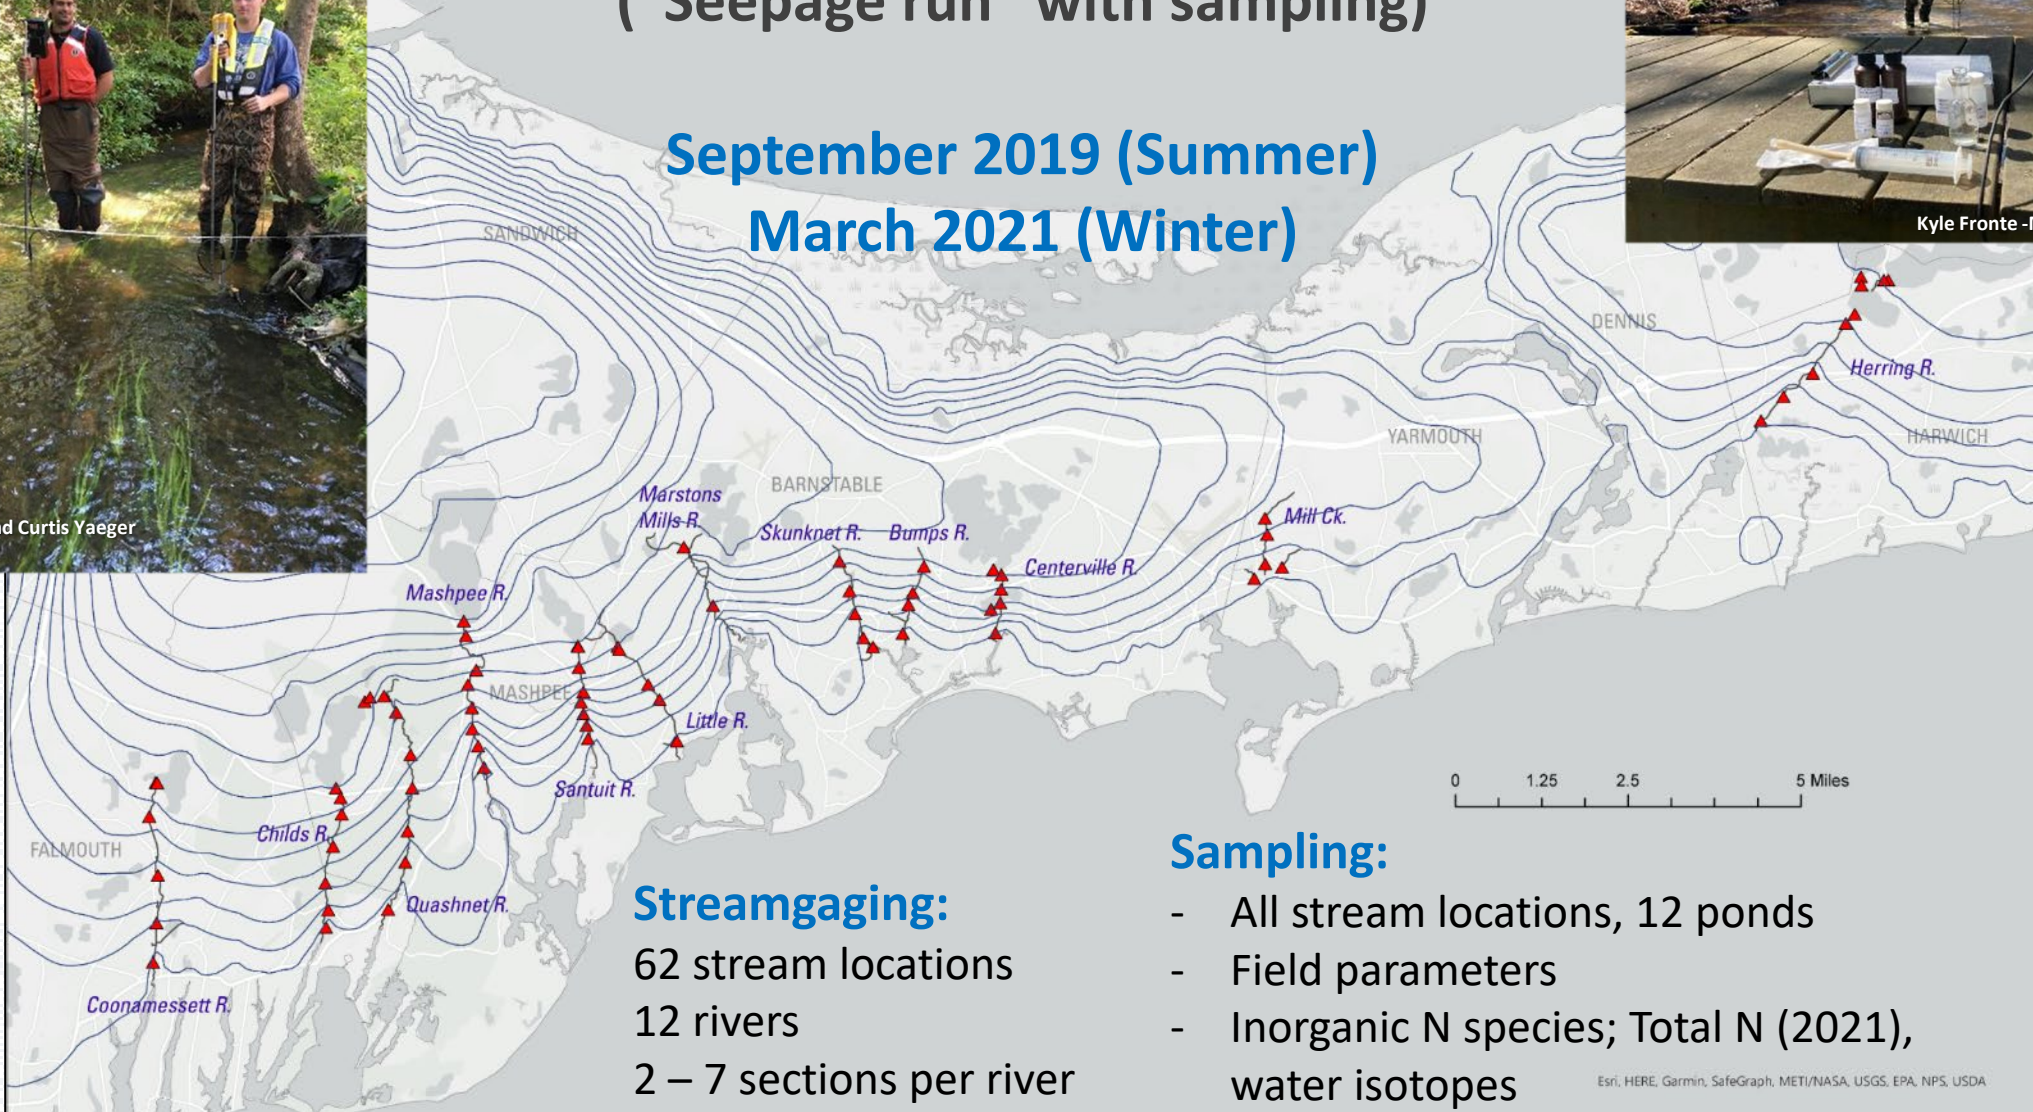 ("Seepage run" with sampling)
September 2019 (Summer)
March 2021 (Winter)
Kyle Fronte -
Curtis Yaeger
SANDWICH
DENNIS
Herring R.
HARWICH
YARMOUTH
BARNSTABLE
Marstons
Mills R.
Skunknet R.
Bumps R.
Centerville R.
Mill Ck.
Mashpee R.
MASHPEE
Little R.
Santuit R.
Childs R.
FALMOUTH
Quashnet R.
Coonamessett R.
0 1.25 2.5 5 Miles
Streamgaging:
62 stream locations
12 rivers
2 – 7 sections per river
Sampling:
- All stream locations, 12 ponds
- Field parameters
- Inorganic N species; Total N (2021),
water isotopes
Esri, HERE, Garmin, SafeGraph, METI/NASA, USGS, EPA, NPS, USDA